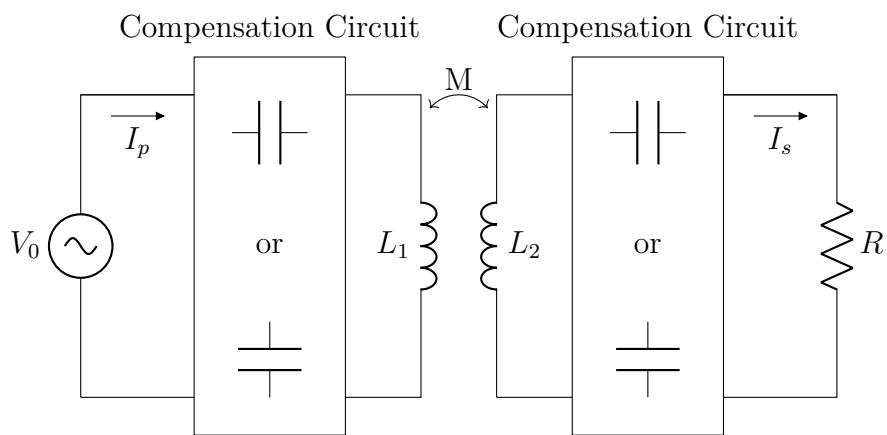 Compensation Circuit
Compensation Circuit
M
I_p
I_s
V_0
or
L_1
L_2
or
R